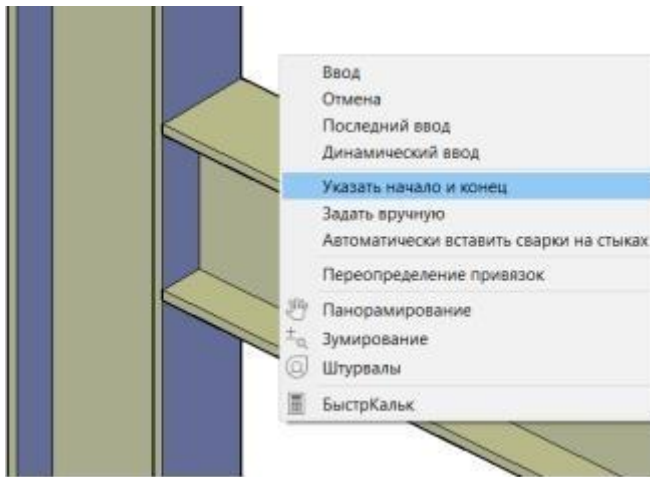 Ввод
Отмена
Последний ввод
Динамический ввод
Указать начало и конец
Задать вручную
Автоматически вставить сварки на стыках
Переопределение привязок
Панорамирование
Зумирование
Штурвалы
БыстрКальк